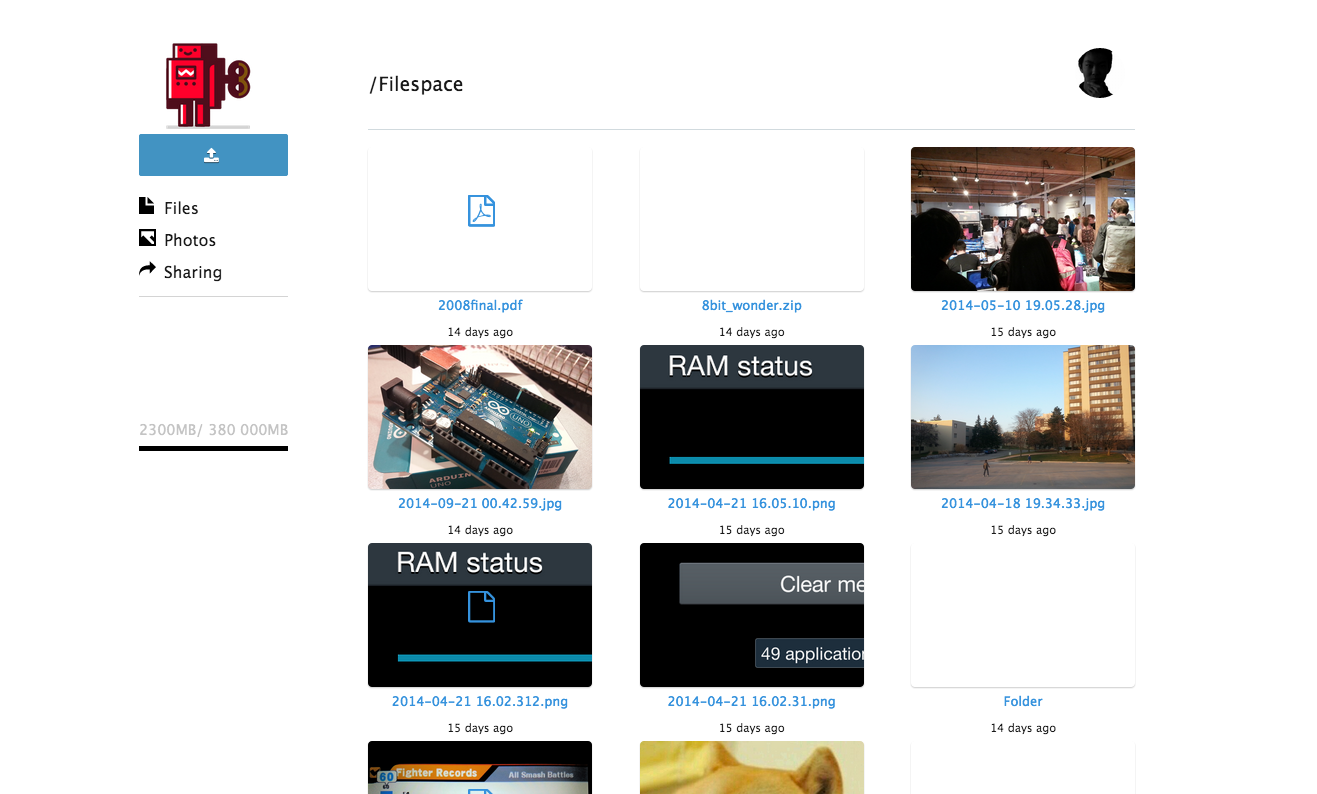 /Filespace
Files
Photos
Sharing
2300MB/ 380 000MB
2008final.pdf
14 days ago
8bit_wonder.zip
14 days ago
2014-05-10 19.05.28.jpg
15 days ago
UNO
ARDUINO
UNO
2014-09-21 00.42.59.jpg
14 days ago
RAM status
2014-04-21 16.05.10.png
15 days ago
2014-04-18 19.34.33.jpg
15 days ago
RAM status
2014-04-21 16.02.312.png
15 days ago
Clear me
49 application
2014-04-21 16.02.31.png
15 days ago
Folder
14 days ago
60
Fighter Records
All Smash Battles